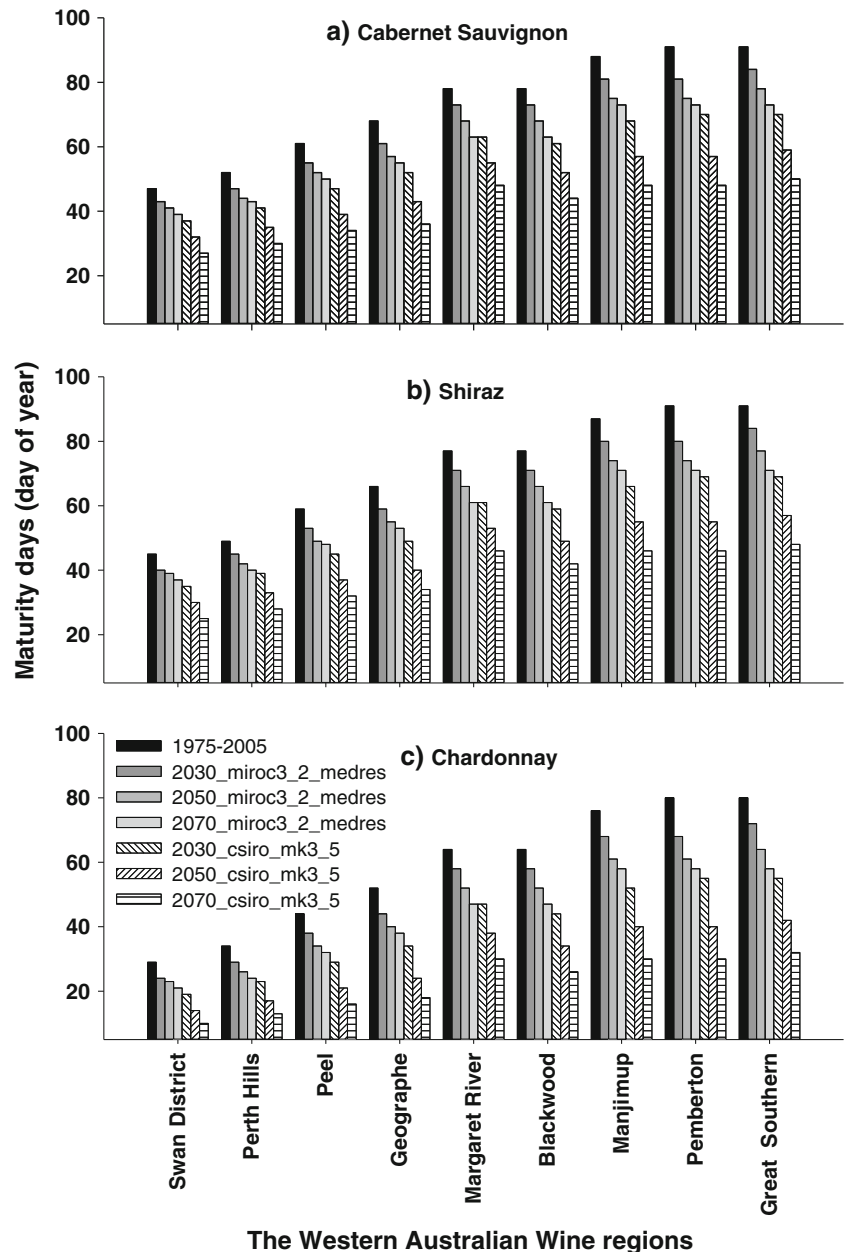 a) Cabernet Sauvignon
100
80
60
40
20
b) Shiraz
100
80
60
40
20
c) Chardonnay
100
80
60
40
20
1975-2005
2030_miroc3_2_medres
2050_miroc3_2_medres
2070_miroc3_2_medres
2030_csiro_mk3_5
2050_csiro_mk3_5
2070_csiro_mk3_5
Maturity days (day of year)
Swan District
Perth Hills
Peel
Geographe
Margaret River
Blackwood
Manjimup
Pemberton
Great Southern
The Western Australian Wine regions